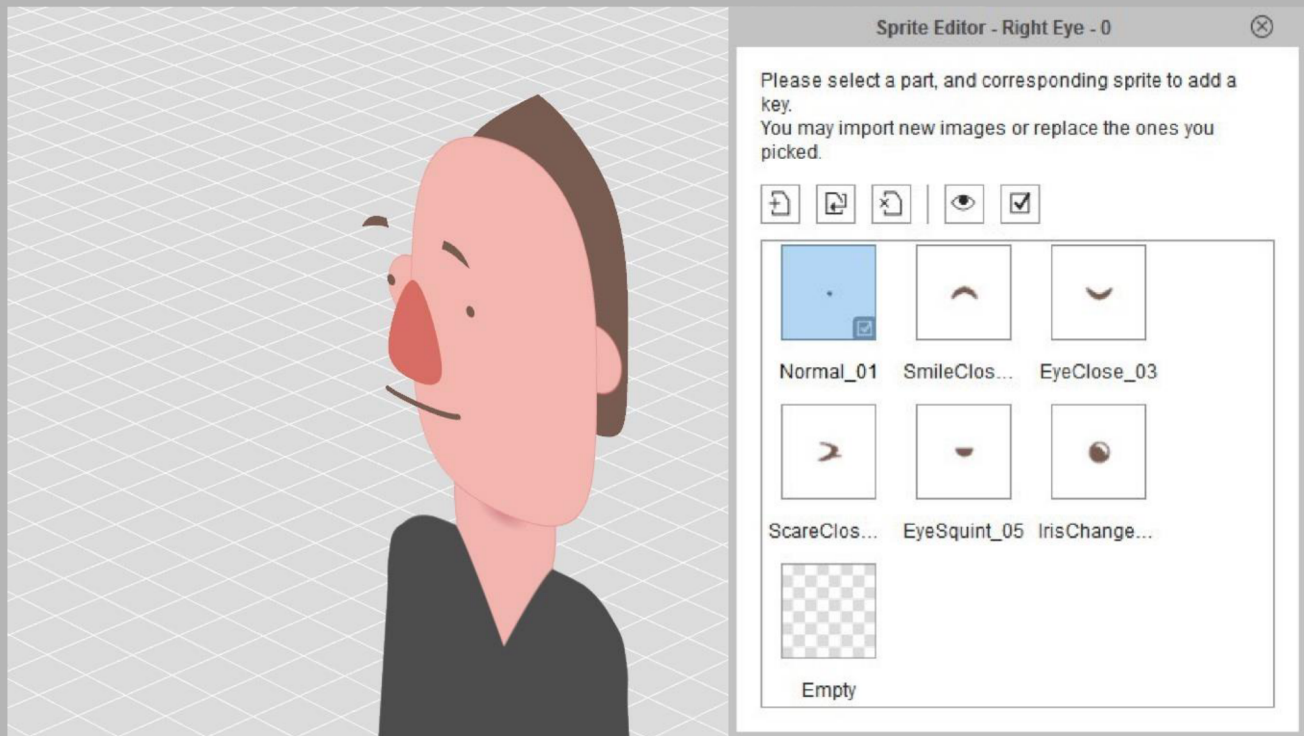 Sprite Editor - Right Eye - 0
Please select a part, and corresponding sprite to add a
key.
You may import new images or replace the ones you
picked.
Normal_01 SmileClos... EyeClose_03
ScareClos... EyeSquint_05 IrisChange...
Empty